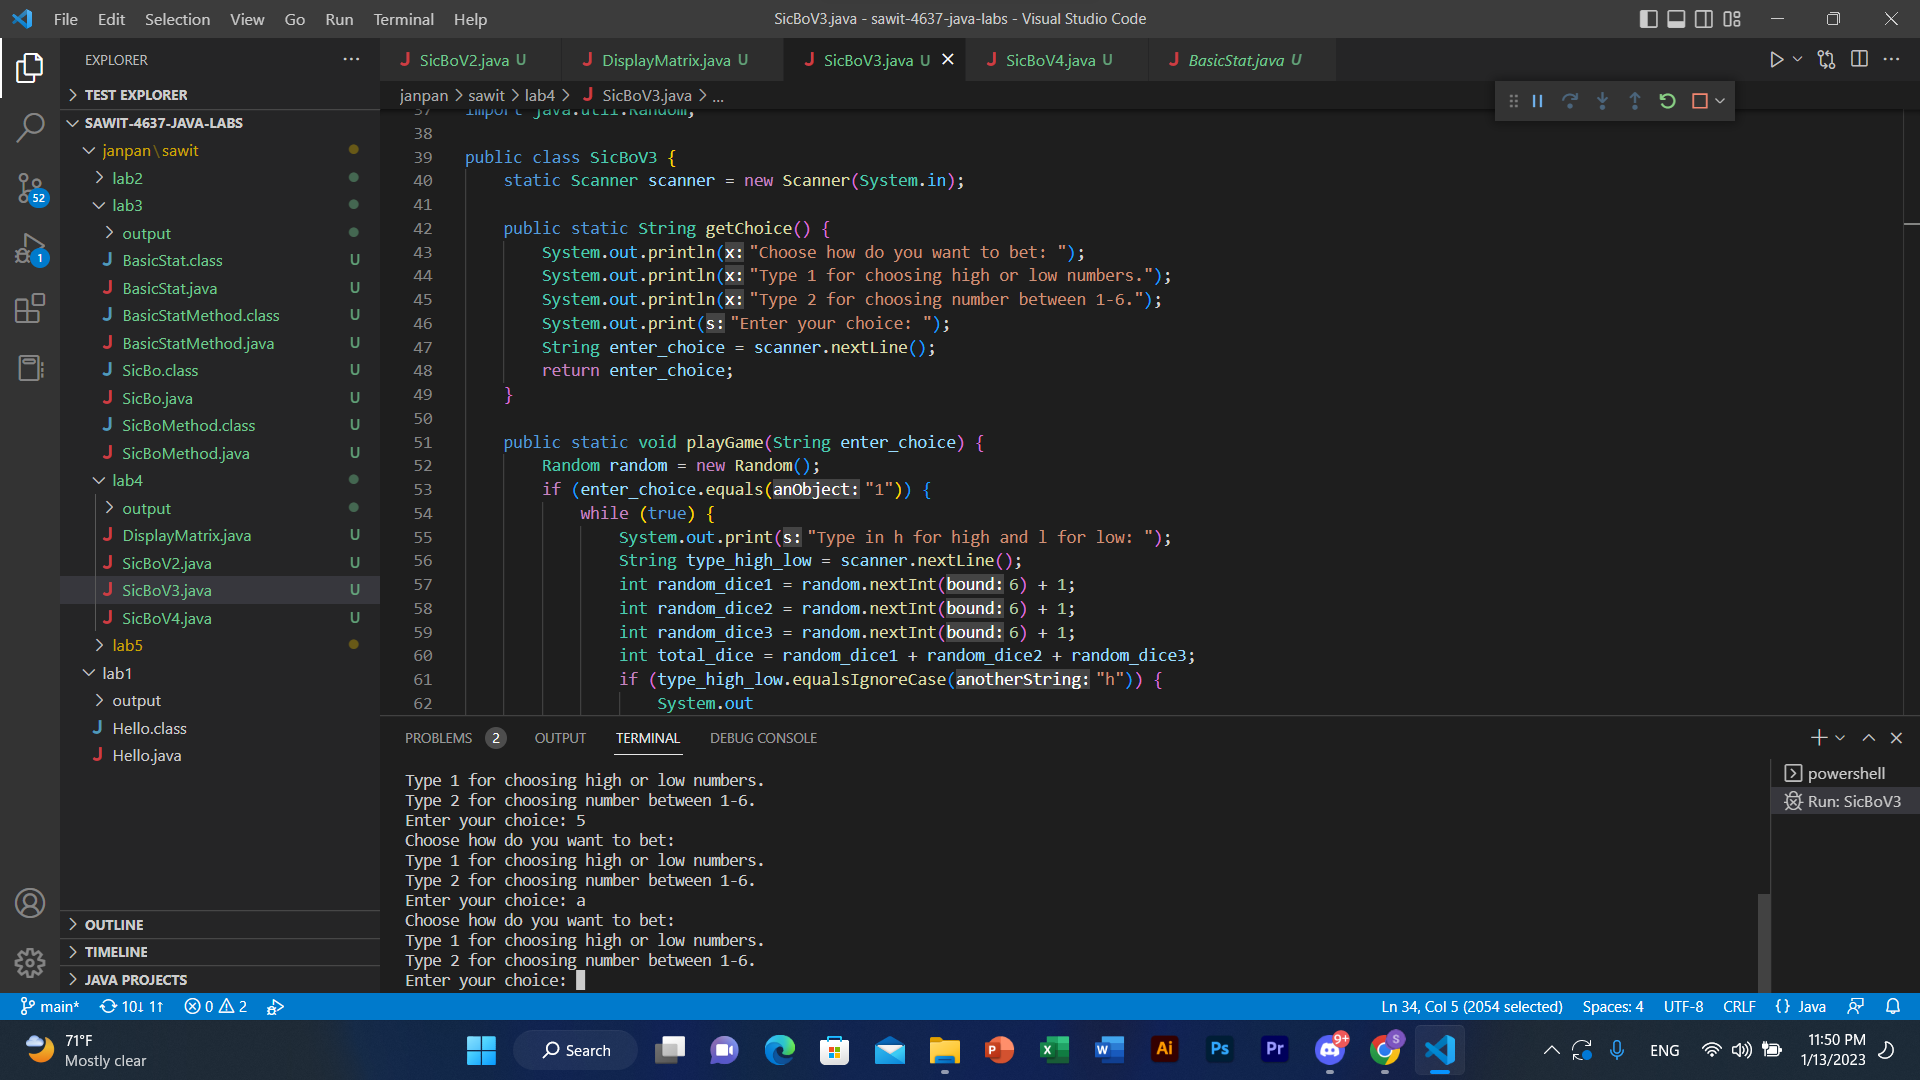 File Edit Selection View Go Run Terminal Help
SicBoV3.java - sawit-4637-java-labs - Visual Studio Code
EXPLORER
TEST EXPLORER
SAWIT-4637-JAVA-LABS
janpan\sawit
lab2
lab3
output
BasicStat.class U
BasicStat.java U
BasicStatMethod.class U
BasicStatMethod.java U
SicBo.class U
SicBo.java U
SicBoMethod.class U
SicBoMethod.java U
lab4
output
DisplayMatrix.java U
SicBoV2.java U
SicBoV3.java U
SicBoV4.java U
lab5
lab1
output
Hello.class
Hello.java
OUTLINE
TIMELINE
JAVA PROJECTS
52
1
SicBoV2.java U DisplayMatrix.java U SicBoV3.java U SicBoV4.java U BasicStat.java U
janpan > sawit > lab4 > SicBoV3.java > ...
37 import java.util.Random;
38
39 public class SicBoV3 {
40 static Scanner scanner = new Scanner(System.in);
41
42 public static String getChoice() {
43 System.out.println(x: "Choose how do you want to bet: ");
44 System.out.println(x: "Type 1 for choosing high or low numbers.");
45 System.out.println(x: "Type 2 for choosing number between 1-6.");
46 System.out.print(s: "Enter your choice: ");
47 String enter_choice = scanner.nextLine();
48 return enter_choice;
49 }
50
51 public static void playGame(String enter_choice) {
52 Random random = new Random();
53 if (enter_choice.equals(anObject: "1")) {
54 while (true) {
55 System.out.print(s: "Type in h for high and l for low: ");
56 String type_high_low = scanner.nextLine();
57 int random_dice1 = random.nextInt(bound: 6) + 1;
58 int random_dice2 = random.nextInt(bound: 6) + 1;
59 int random_dice3 = random.nextInt(bound: 6) + 1;
60 int total_dice = random_dice1 + random_dice2 + random_dice3;
61 if (type_high_low.equalsIgnoreCase(anotherString: "h")) {
62 System.out
PROBLEMS 2 OUTPUT TERMINAL DEBUG CONSOLE
Type 1 for choosing high or low numbers.
Type 2 for choosing number between 1-6.
Enter your choice: 5
Choose how do you want to bet:
Type 1 for choosing high or low numbers.
Type 2 for choosing number between 1-6.
Enter your choice: a
Choose how do you want to bet:
Type 1 for choosing high or low numbers.
Type 2 for choosing number between 1-6.
Enter your choice:
powershell
Run: SicBoV3
main* 10↓ 1↑ 0 2
Ln 34, Col 5 (2054 selected) Spaces: 4 UTF-8 CRLF {} Java
71°F
Mostly clear
Search
P X W Ai Ps Pr 9+ S
ENG
11:50 PM
1/13/2023